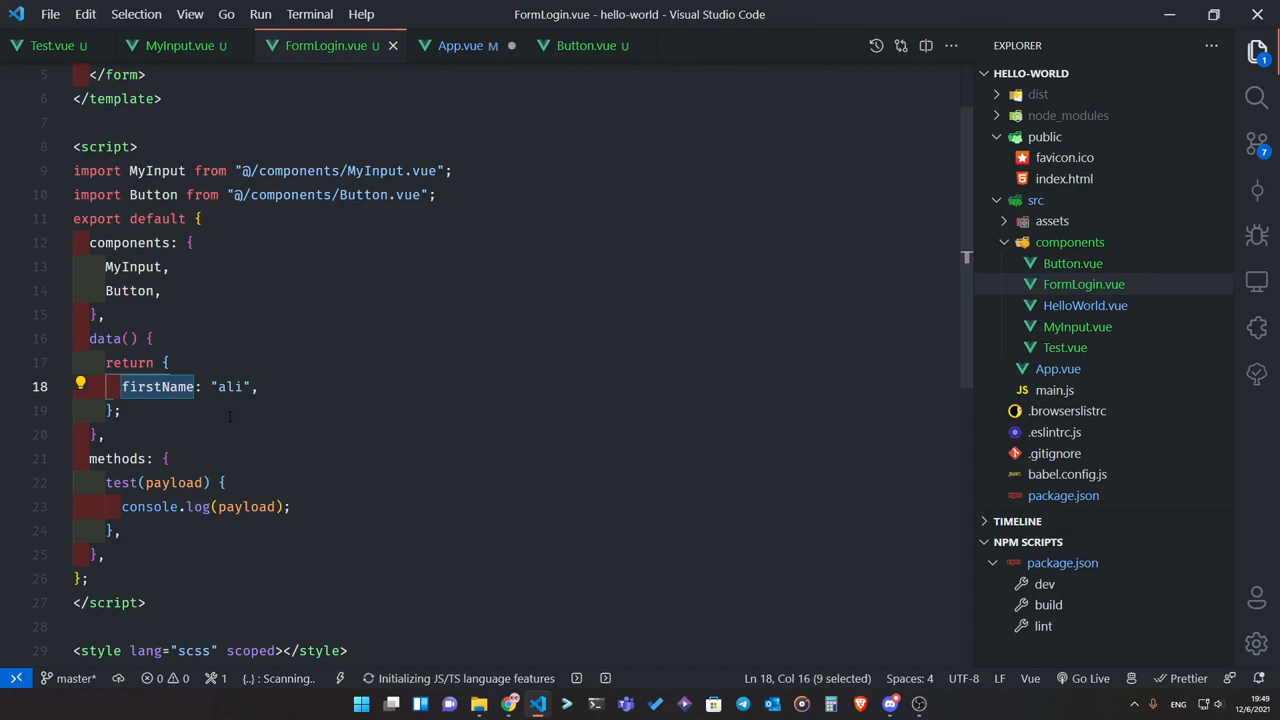 File Edit Selection View Go Run Terminal Help FormLogin.vue - hello-world - Visual Studio Code
Test.vue U MyInput.vue U FormLogin.vue U App.vue M Button.vue U
5 </form>
6 </template>
7
8 <script>
9 import MyInput from "@/components/MyInput.vue";
10 import Button from "@/components/Button.vue";
11 export default {
12 components: {
13 MyInput,
14 Button,
15 },
16 data() {
17 return {
18 firstName: "ali",
19 };
20 },
21 methods: {
22 test(payload) {
23 console.log(payload);
24 },
25 },
26 };
27 </script>
28
29 <style lang="scss" scoped></style>
EXPLORER
HELLO-WORLD
dist
node_modules
public
favicon.ico
index.html
src
assets
components
Button.vue
FormLogin.vue
HelloWorld.vue
MyInput.vue
Test.vue
App.vue
JS main.js
.browserslistrc
.eslintrc.js
.gitignore
babel.config.js
package.json
TIMELINE
NPM SCRIPTS
package.json
dev
build
lint
1
7
master* 0 0 1 {..} : Scanning.. Initializing JS/TS language features Ln 18, Col 16 (9 selected) Spaces: 4 UTF-8 LF Vue Go Live Prettier
ENG 19:49
12/6/2021